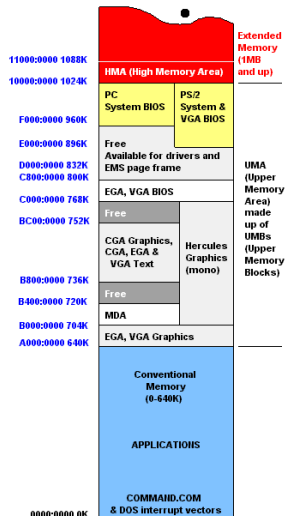 Extended
Memory
(1MB
and up)
11000:0000 1088K
HMA (High Memory Area)
10000:0000 1024K
PC
System BIOS
PS/2
System &
VGA BIOS
F000:0000 960K
E000:0000 896K
Free
Available for drivers and
EMS page frame
D000:0000 832K
C800:0000 800K
EGA, VGA BIOS
C000:0000 768K
Free
BC00:0000 752K
CGA Graphics,
CGA, EGA &
VGA Text
Hercules
Graphics
(mono)
B800:0000 736K
Free
B400:0000 720K
MDA
B000:0000 704K
EGA, VGA Graphics
A000:0000 640K
UMA
(Upper
Memory
Area)
made
up of
UMBs
(Upper
Memory
Blocks)
Conventional
Memory
(0-640K)
APPLICATIONS
COMMAND.COM
& DOS interrupt vectors
0000:0000 0K